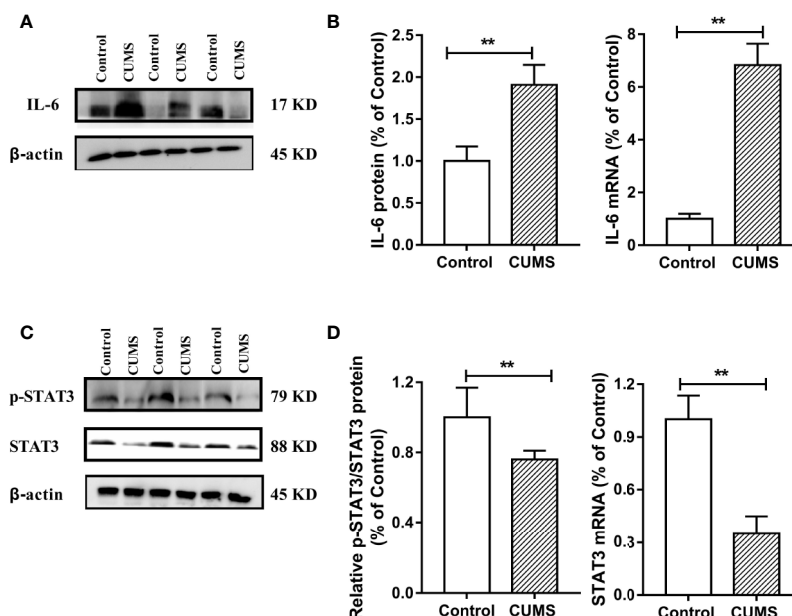 A
Control
CUMS
Control
CUMS
Control
CUMS
IL-6
17 KD
β-actin
45 KD
B
**
IL-6 protein (% of Control)
2.5
2.0
1.5
1.0
0.5
0.0
Control CUMS
**
IL-6 mRNA (% of Control)
8
6
4
2
0
Control CUMS
C
Control
CUMS
Control
CUMS
Control
CUMS
p-STAT3
79 KD
STAT3
88 KD
β-actin
45 KD
D
**
Relative p-STAT3/STAT3 protein
(% of Control)
1.2
0.8
0.4
0.0
Control CUMS
**
STAT3 mRNA (% of Control)
1.2
0.9
0.6
0.3
0.0
Control CUMS